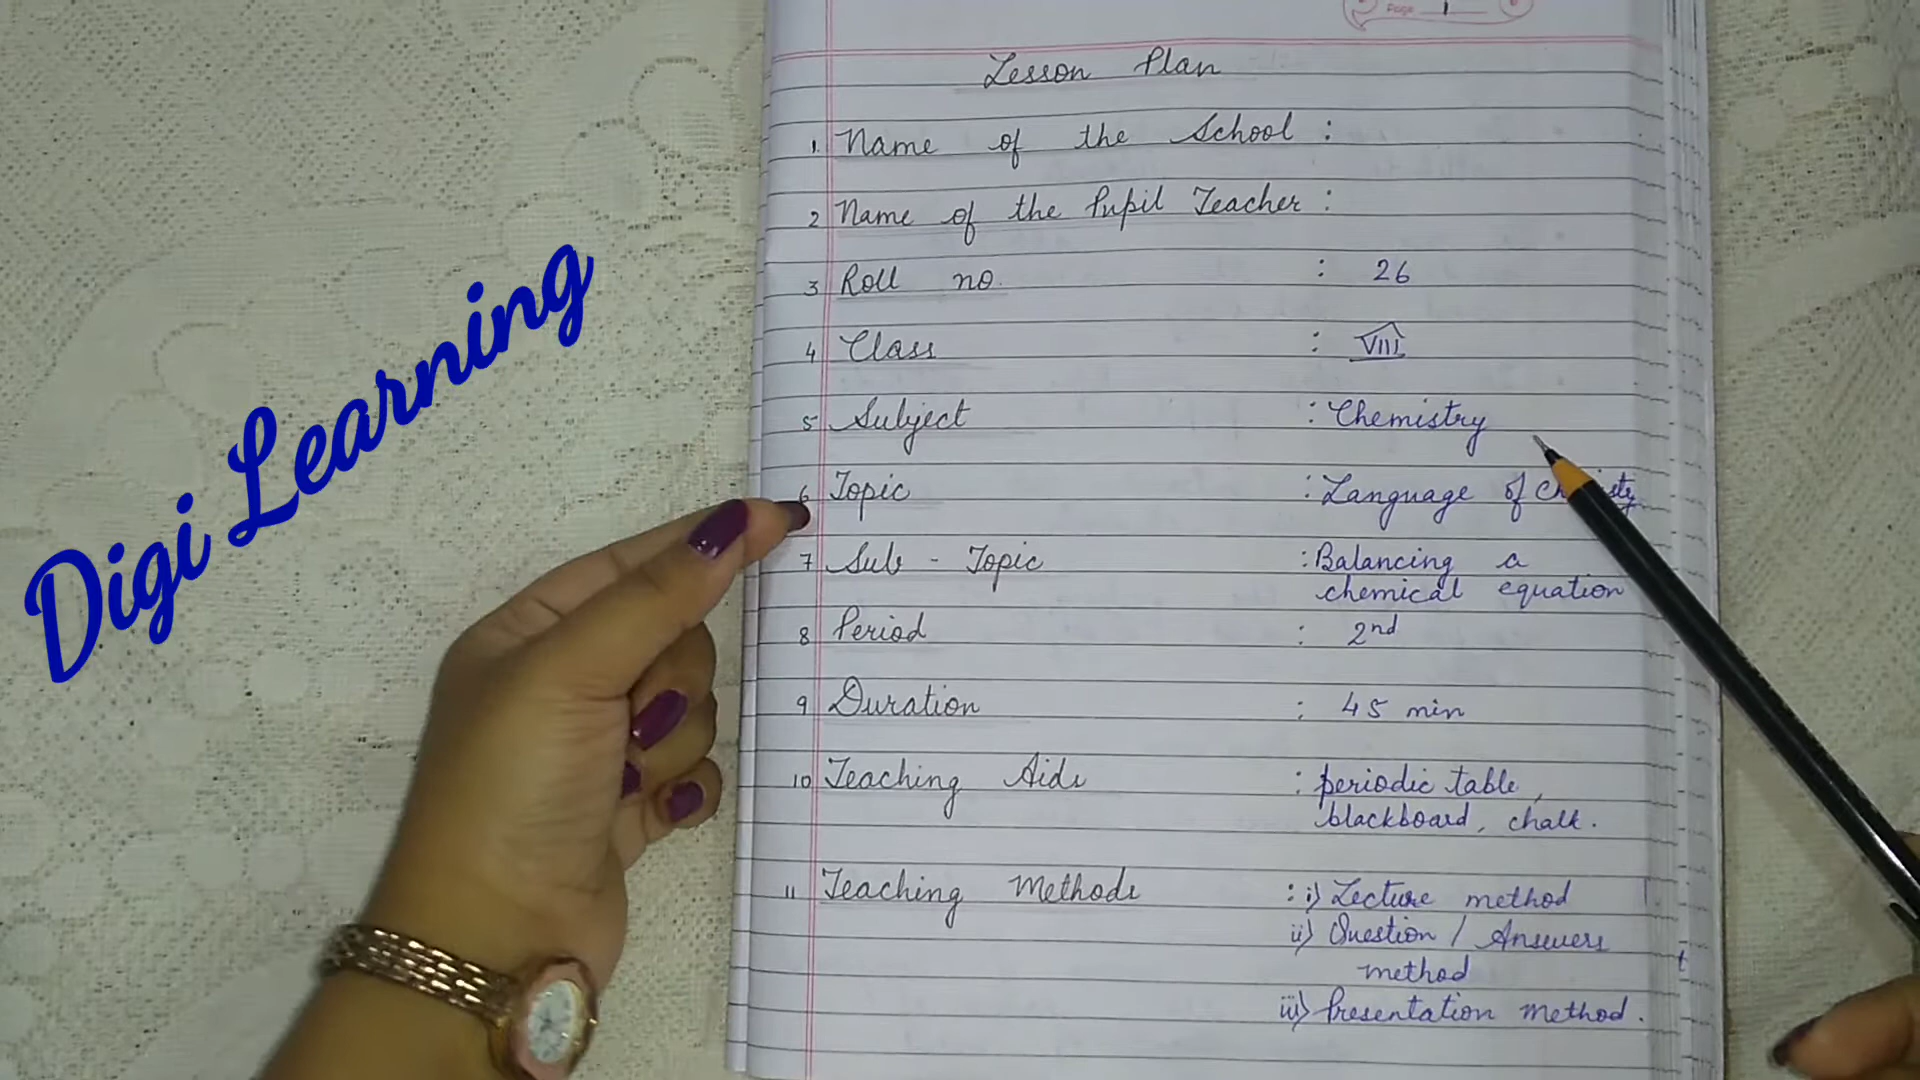 Page 1
Lesson Plan
1. Name of the School :
2 Name of the Pupil Teacher :
3 Roll no. : 26
4 Class : VIII
5 Subject : Chemistry
6 Topic : Language of
7 Sub - Topic : Balancing a
chemical equation
8 Period : 2nd
9 Duration : 45 min
10 Teaching Aids : periodic table,
blackboard, chalk.
11 Teaching Methods : i) Lecture method
ii) Question / Answers
method
iii) Presentation method.
Digi Learning